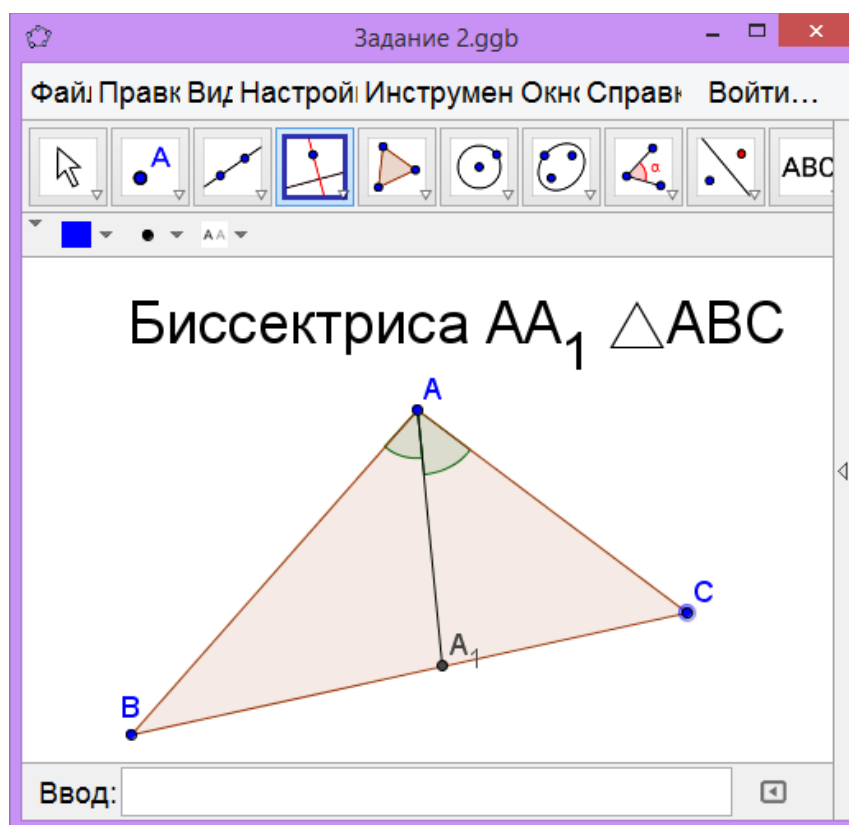 Задание 2.ggb
Файл Правк Вид Настрой Инструмен Окно Справк Войти...
A α ABC
A A
Биссектриса AA₁ △ABC
A
C
A₁
B
Ввод: